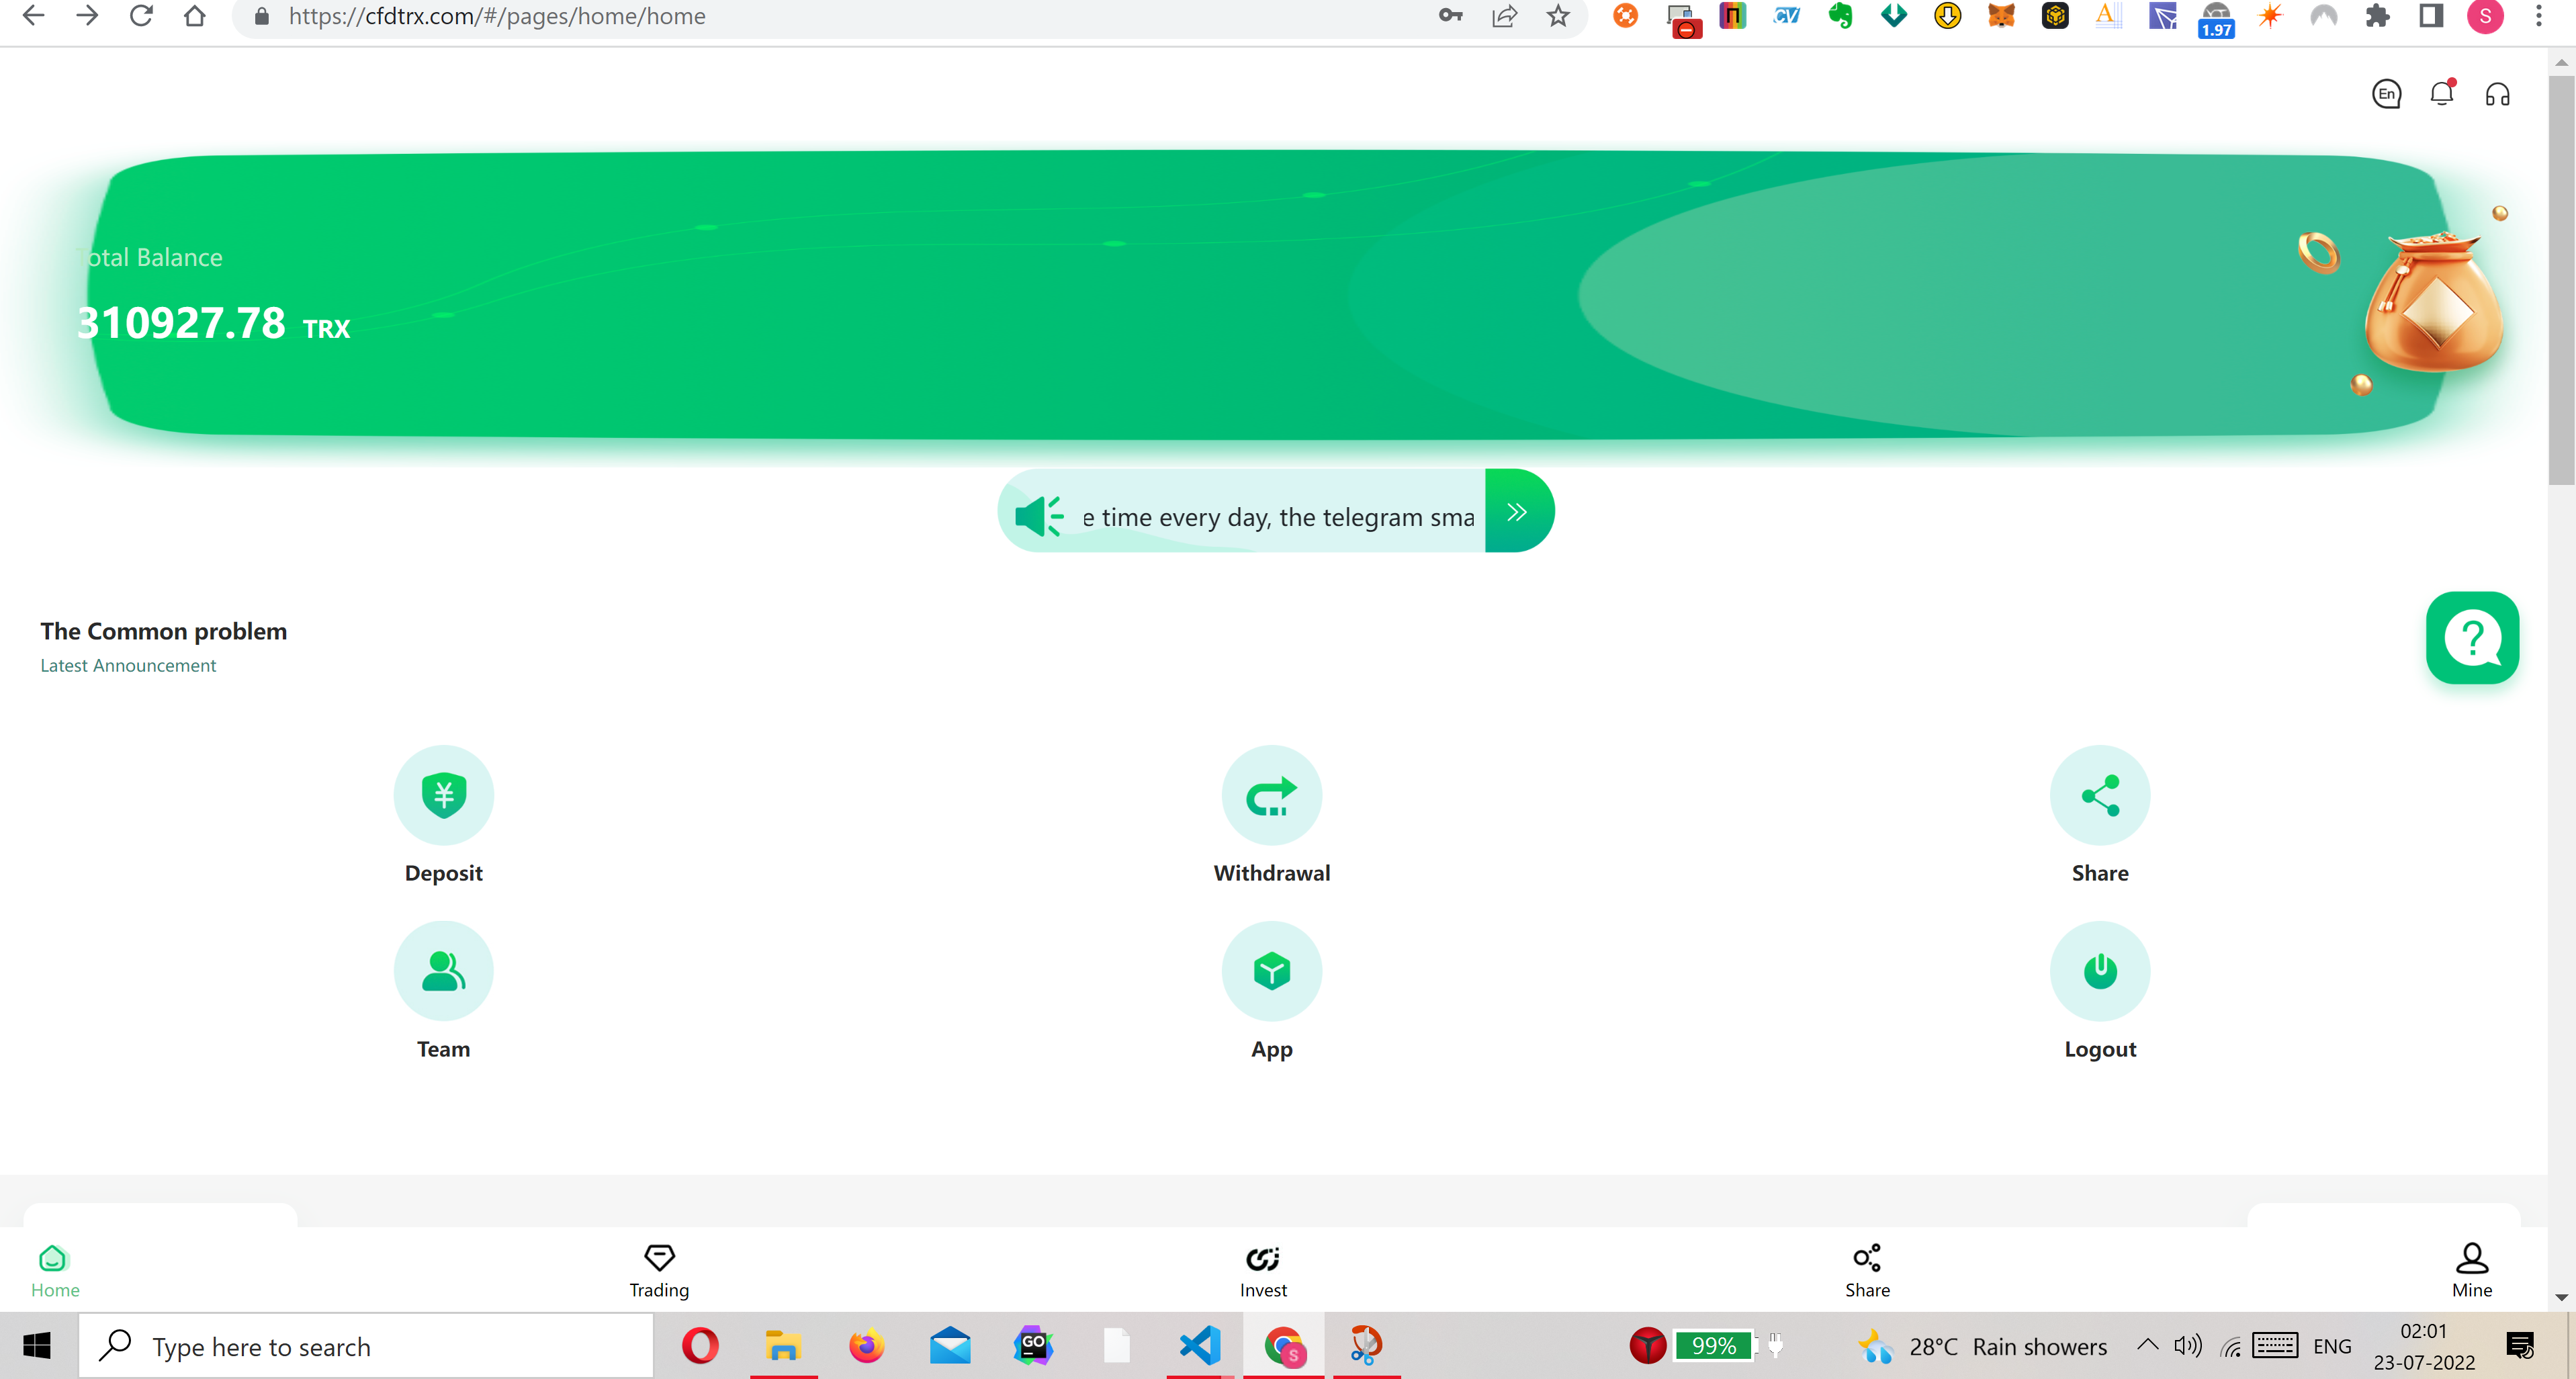 https://cfdtrx.com/#/pages/home/home
S
1.97
En
Total Balance
310927.78 TRX
e time every day, the telegram sma
The Common problem
Latest Announcement
?
¥
Deposit
Withdrawal
Share
Team
App
Logout
Home
Trading
Invest
Share
Mine
Type here to search
GO
S
99%
28°C Rain showers
ENG
02:01
23-07-2022